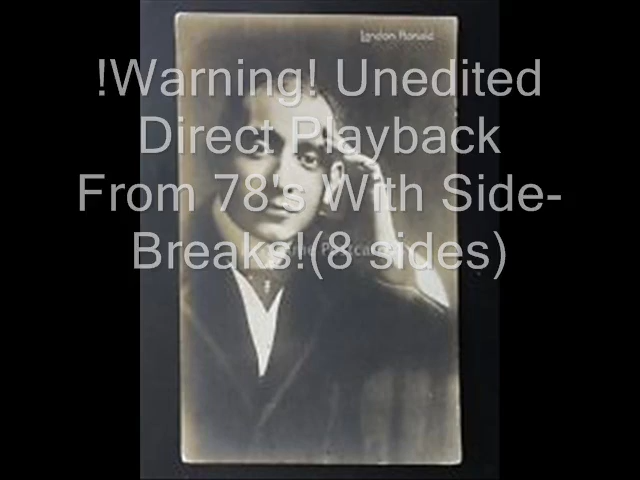 Landon Ronald
!Warning! Unedited
Direct Playback
From 78's With Side-
Breaks!(8 sides)